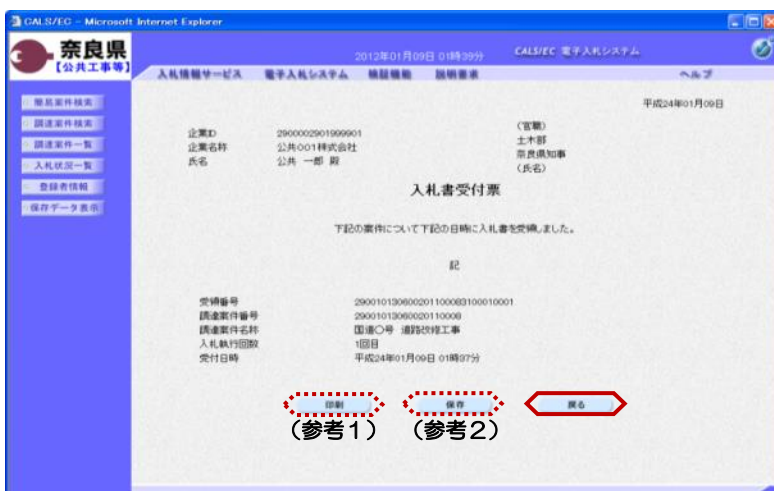 CALS/EC - Microsoft Internet Explorer
奈良県
【公共工事等】
2012年01月09日 01時39分
CALS/EC 電子入札システム
入札情報サービス 電子入札システム 検証機能 説明要求 ヘルプ
簡易案件検索
調達案件検索
調達案件一覧
入札状況一覧
登録者情報
保存データ表示
平成24年01月09日
企業ID 2900002901999901
企業名称 公共001株式会社
氏名 公共 一郎 殿
(官職)
土木部
奈良県知事
(氏名)
入札書受付票
下記の案件について下記の日時に入札書を受領しました。
記
受領番号 290010130600201100083100010001
調達案件番号 29001013060020110008
調達案件名称 国道○号 道路改修工事
入札執行回数 1回目
受付日時 平成24年01月09日 01時37分
印刷 保存 戻る
(参考1) (参考2)